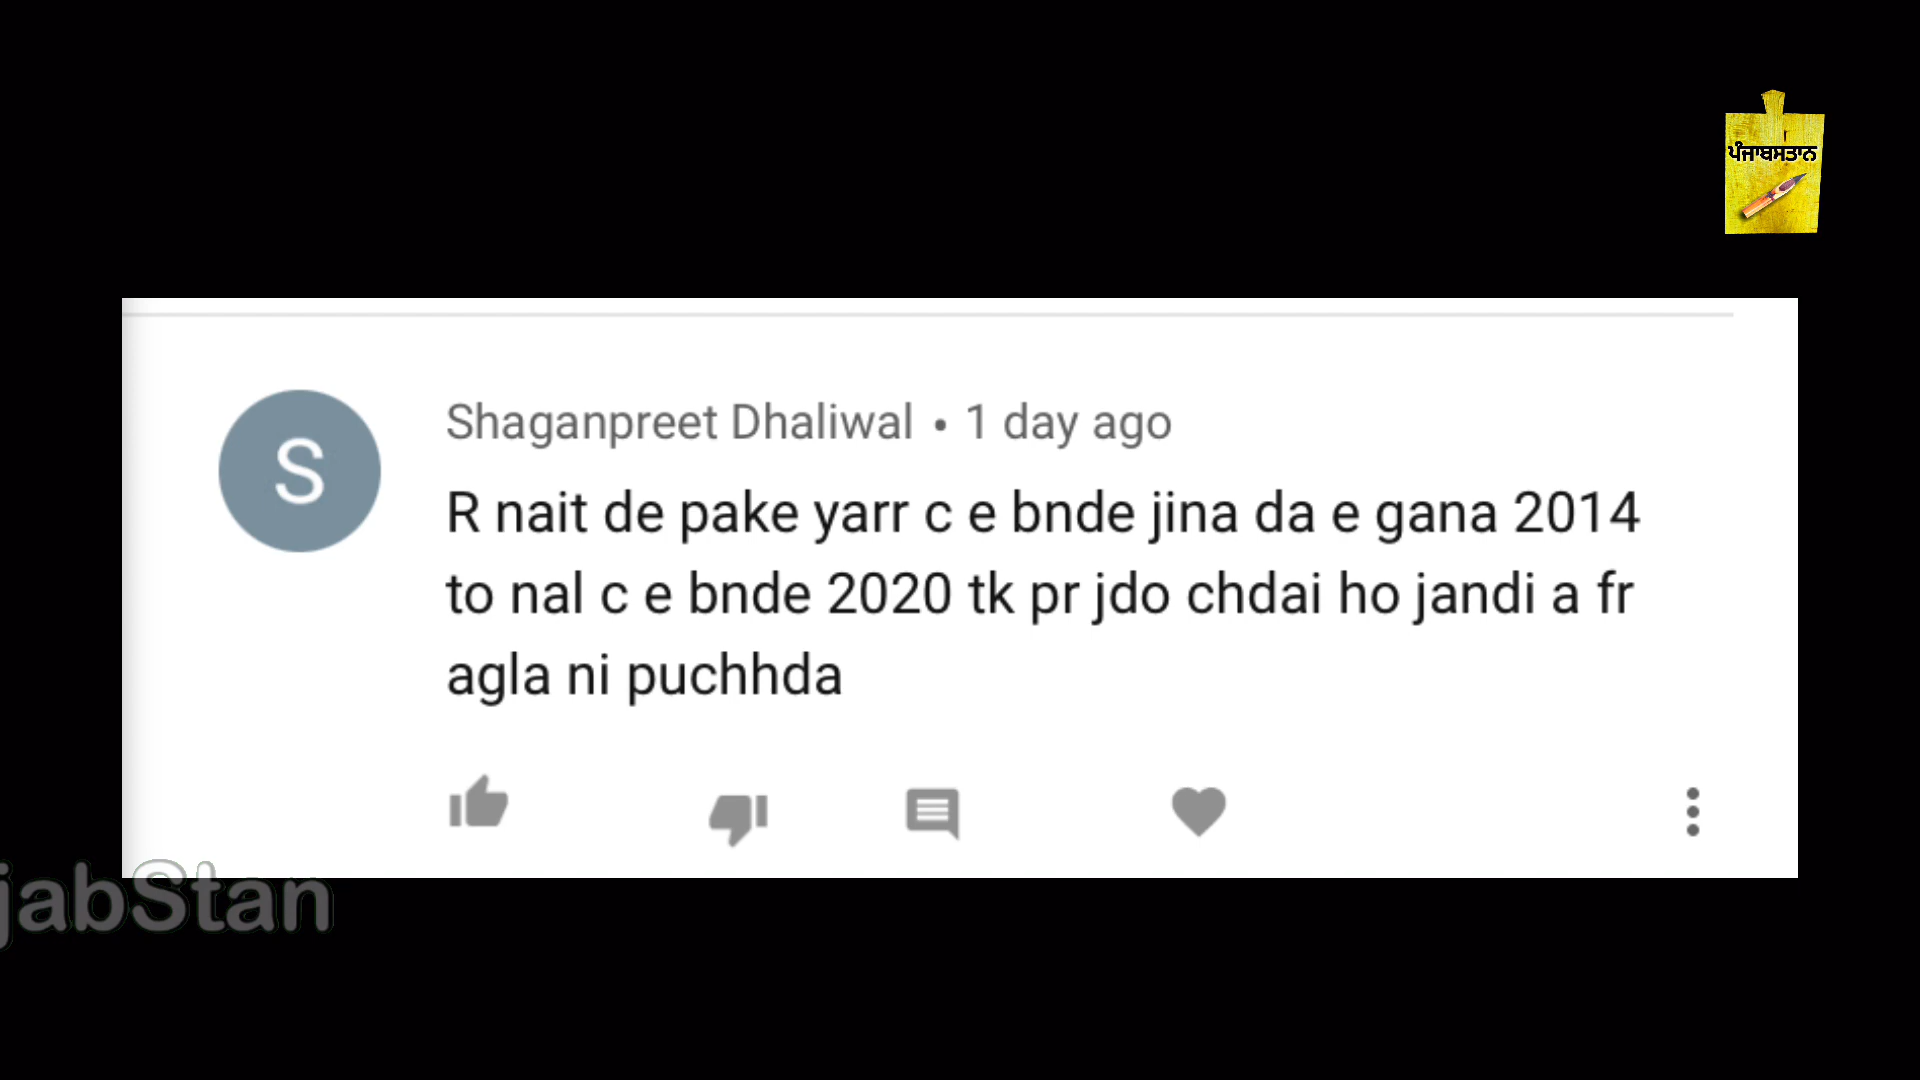 ਪੰਜਾਬਸਤਾਨ
S
Shaganpreet Dhaliwal • 1 day ago
R nait de pake yarr c e bnde jina da e gana 2014
to nal c e bnde 2020 tk pr jdo chdai ho jandi a fr
agla ni puchhda
jabStan